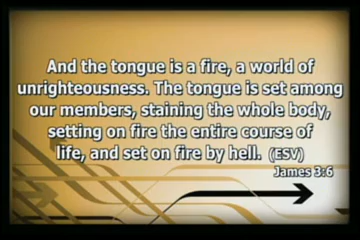 And the tongue is a fire, a world of
unrighteousness. The tongue is set among
our members, staining the whole body,
setting on fire the entire course of
life, and set on fire by hell. (ESV)
James 3:6